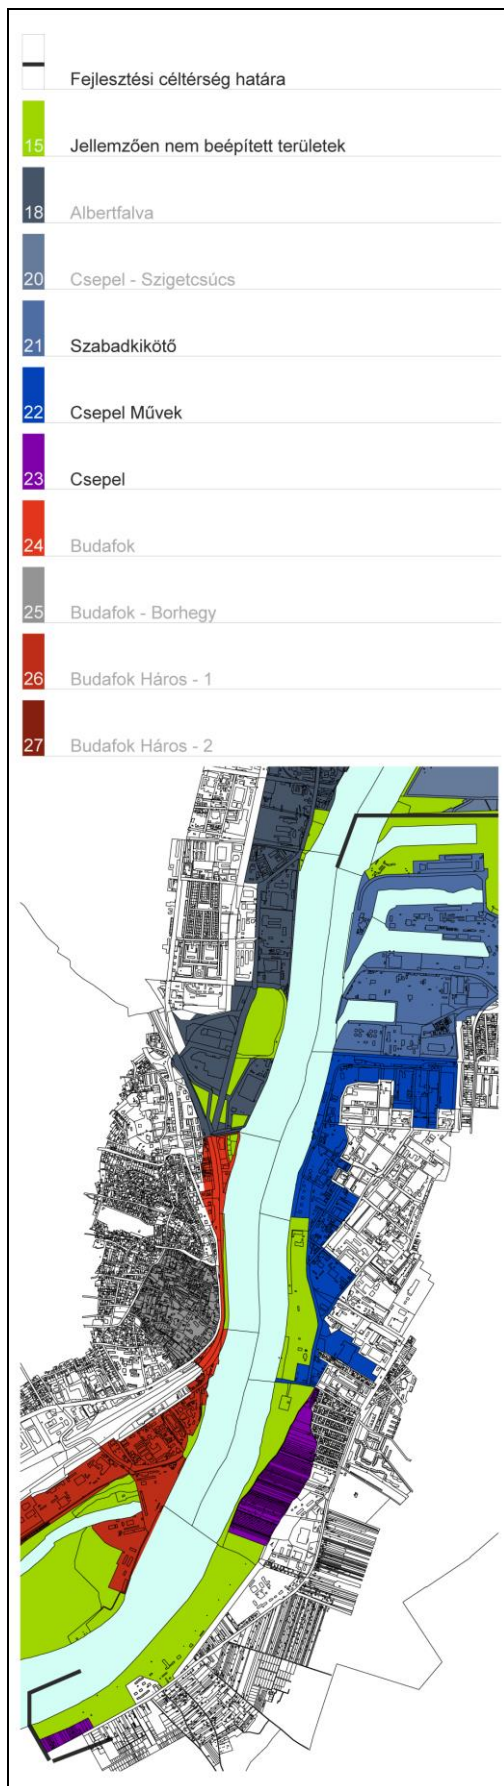 Fejlesztési céltérség határa
15 Jellemzően nem beépített területek
18 Albertfalva
20 Csepel - Szigetcsúcs
21 Szabadkikötő
22 Csepel Művek
23 Csepel
24 Budafok
25 Budafok - Borhegy
26 Budafok Háros - 1
27 Budafok Háros - 2